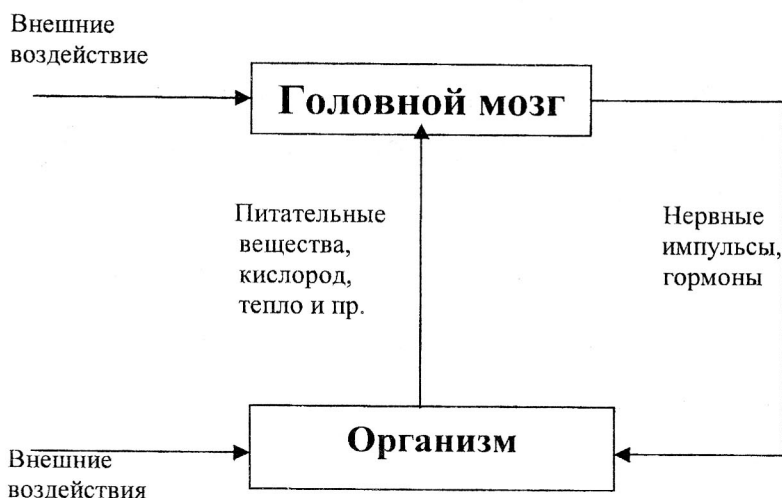 Внешние
воздействие
Головной мозг
Питательные
вещества,
кислород,
тепло и пр.
Нервные
импульсы,
гормоны
Организм
Внешние
воздействия